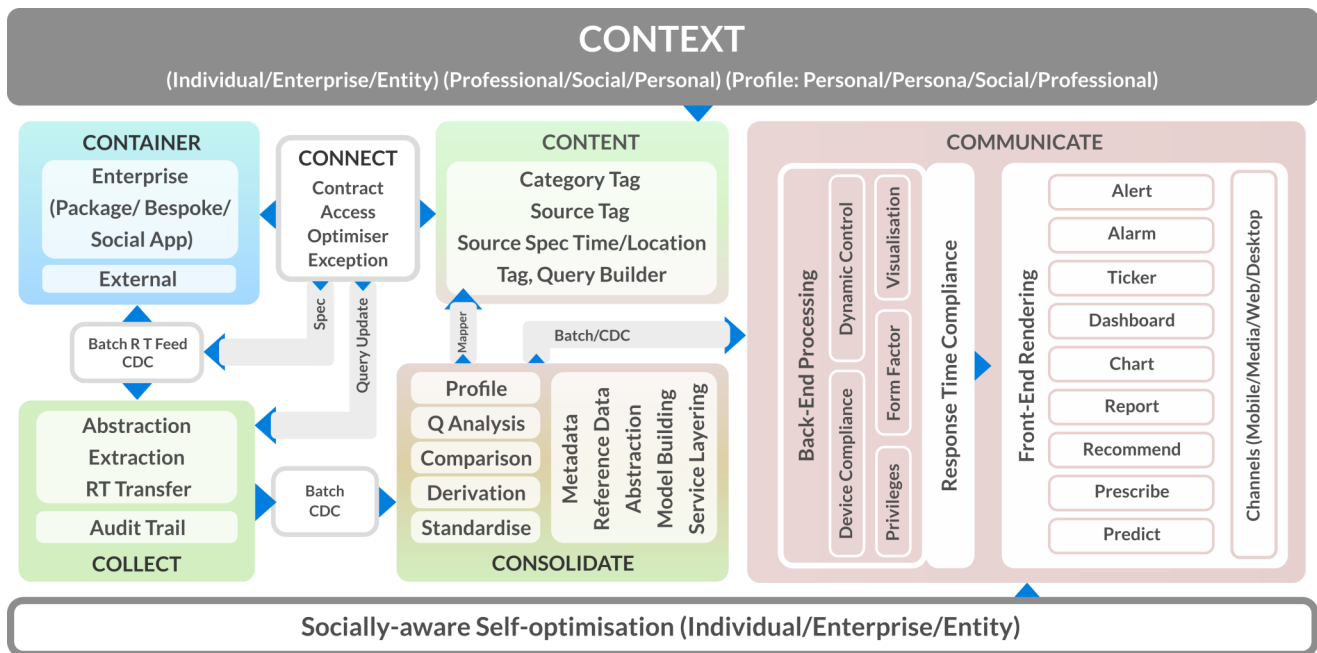 CONTEXT
(Individual/Enterprise/Entity) (Professional/Social/Personal) (Profile: Personal/Persona/Social/Professional)
CONTAINER
Enterprise
(Package/ Bespoke/
Social App)
External
CONNECT
Contract
Access
Optimiser
Exception
CONTENT
Category Tag
Source Tag
Source Spec Time/Location
Tag, Query Builder
Spec
Query Update
Batch R T Feed
CDC
Mapper
Batch/CDC
Abstraction
Extraction
RT Transfer
Audit Trail
COLLECT
Batch
CDC
Profile
Q Analysis
Comparison
Derivation
Standardise
Metadata
Reference Data
Abstraction
Model Building
Service Layering
CONSOLIDATE
COMMUNICATE
Back-End Processing
Dynamic Control
Device Compliance
Visualisation
Form Factor
Privileges
Response Time Compliance
Front-End Rendering
Alert
Alarm
Ticker
Dashboard
Chart
Report
Recommend
Prescribe
Predict
Channels (Mobile/Media/Web/Desktop
Socially-aware Self-optimisation (Individual/Enterprise/Entity)